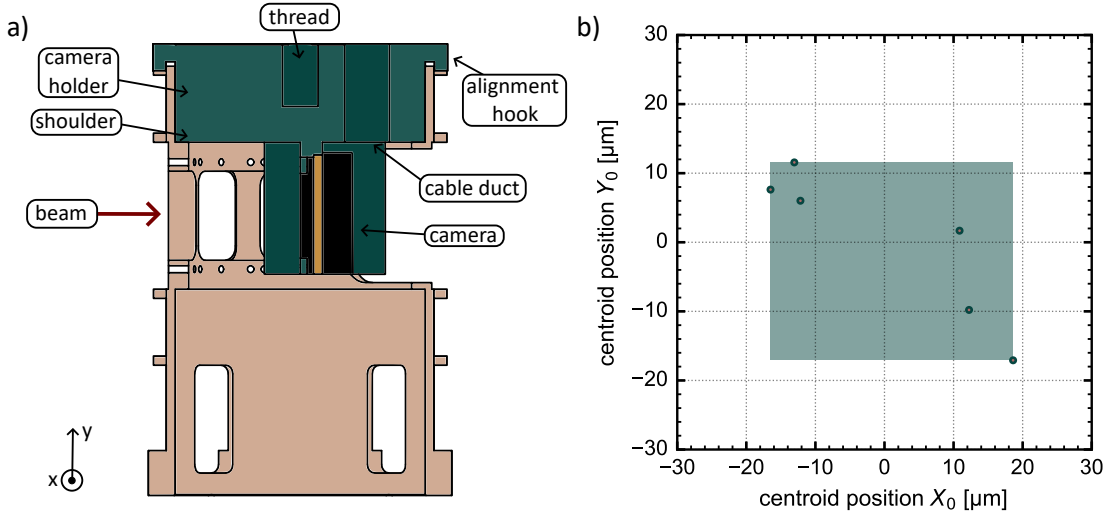 a)
thread
camera
holder
shoulder
beam
alignment
hook
cable duct
camera
y
x
b)
centroid position Y₀ [µm]
30
20
10
0
−10
−20
−30
−30
−20
−10
0
10
20
30
centroid position X₀ [µm]